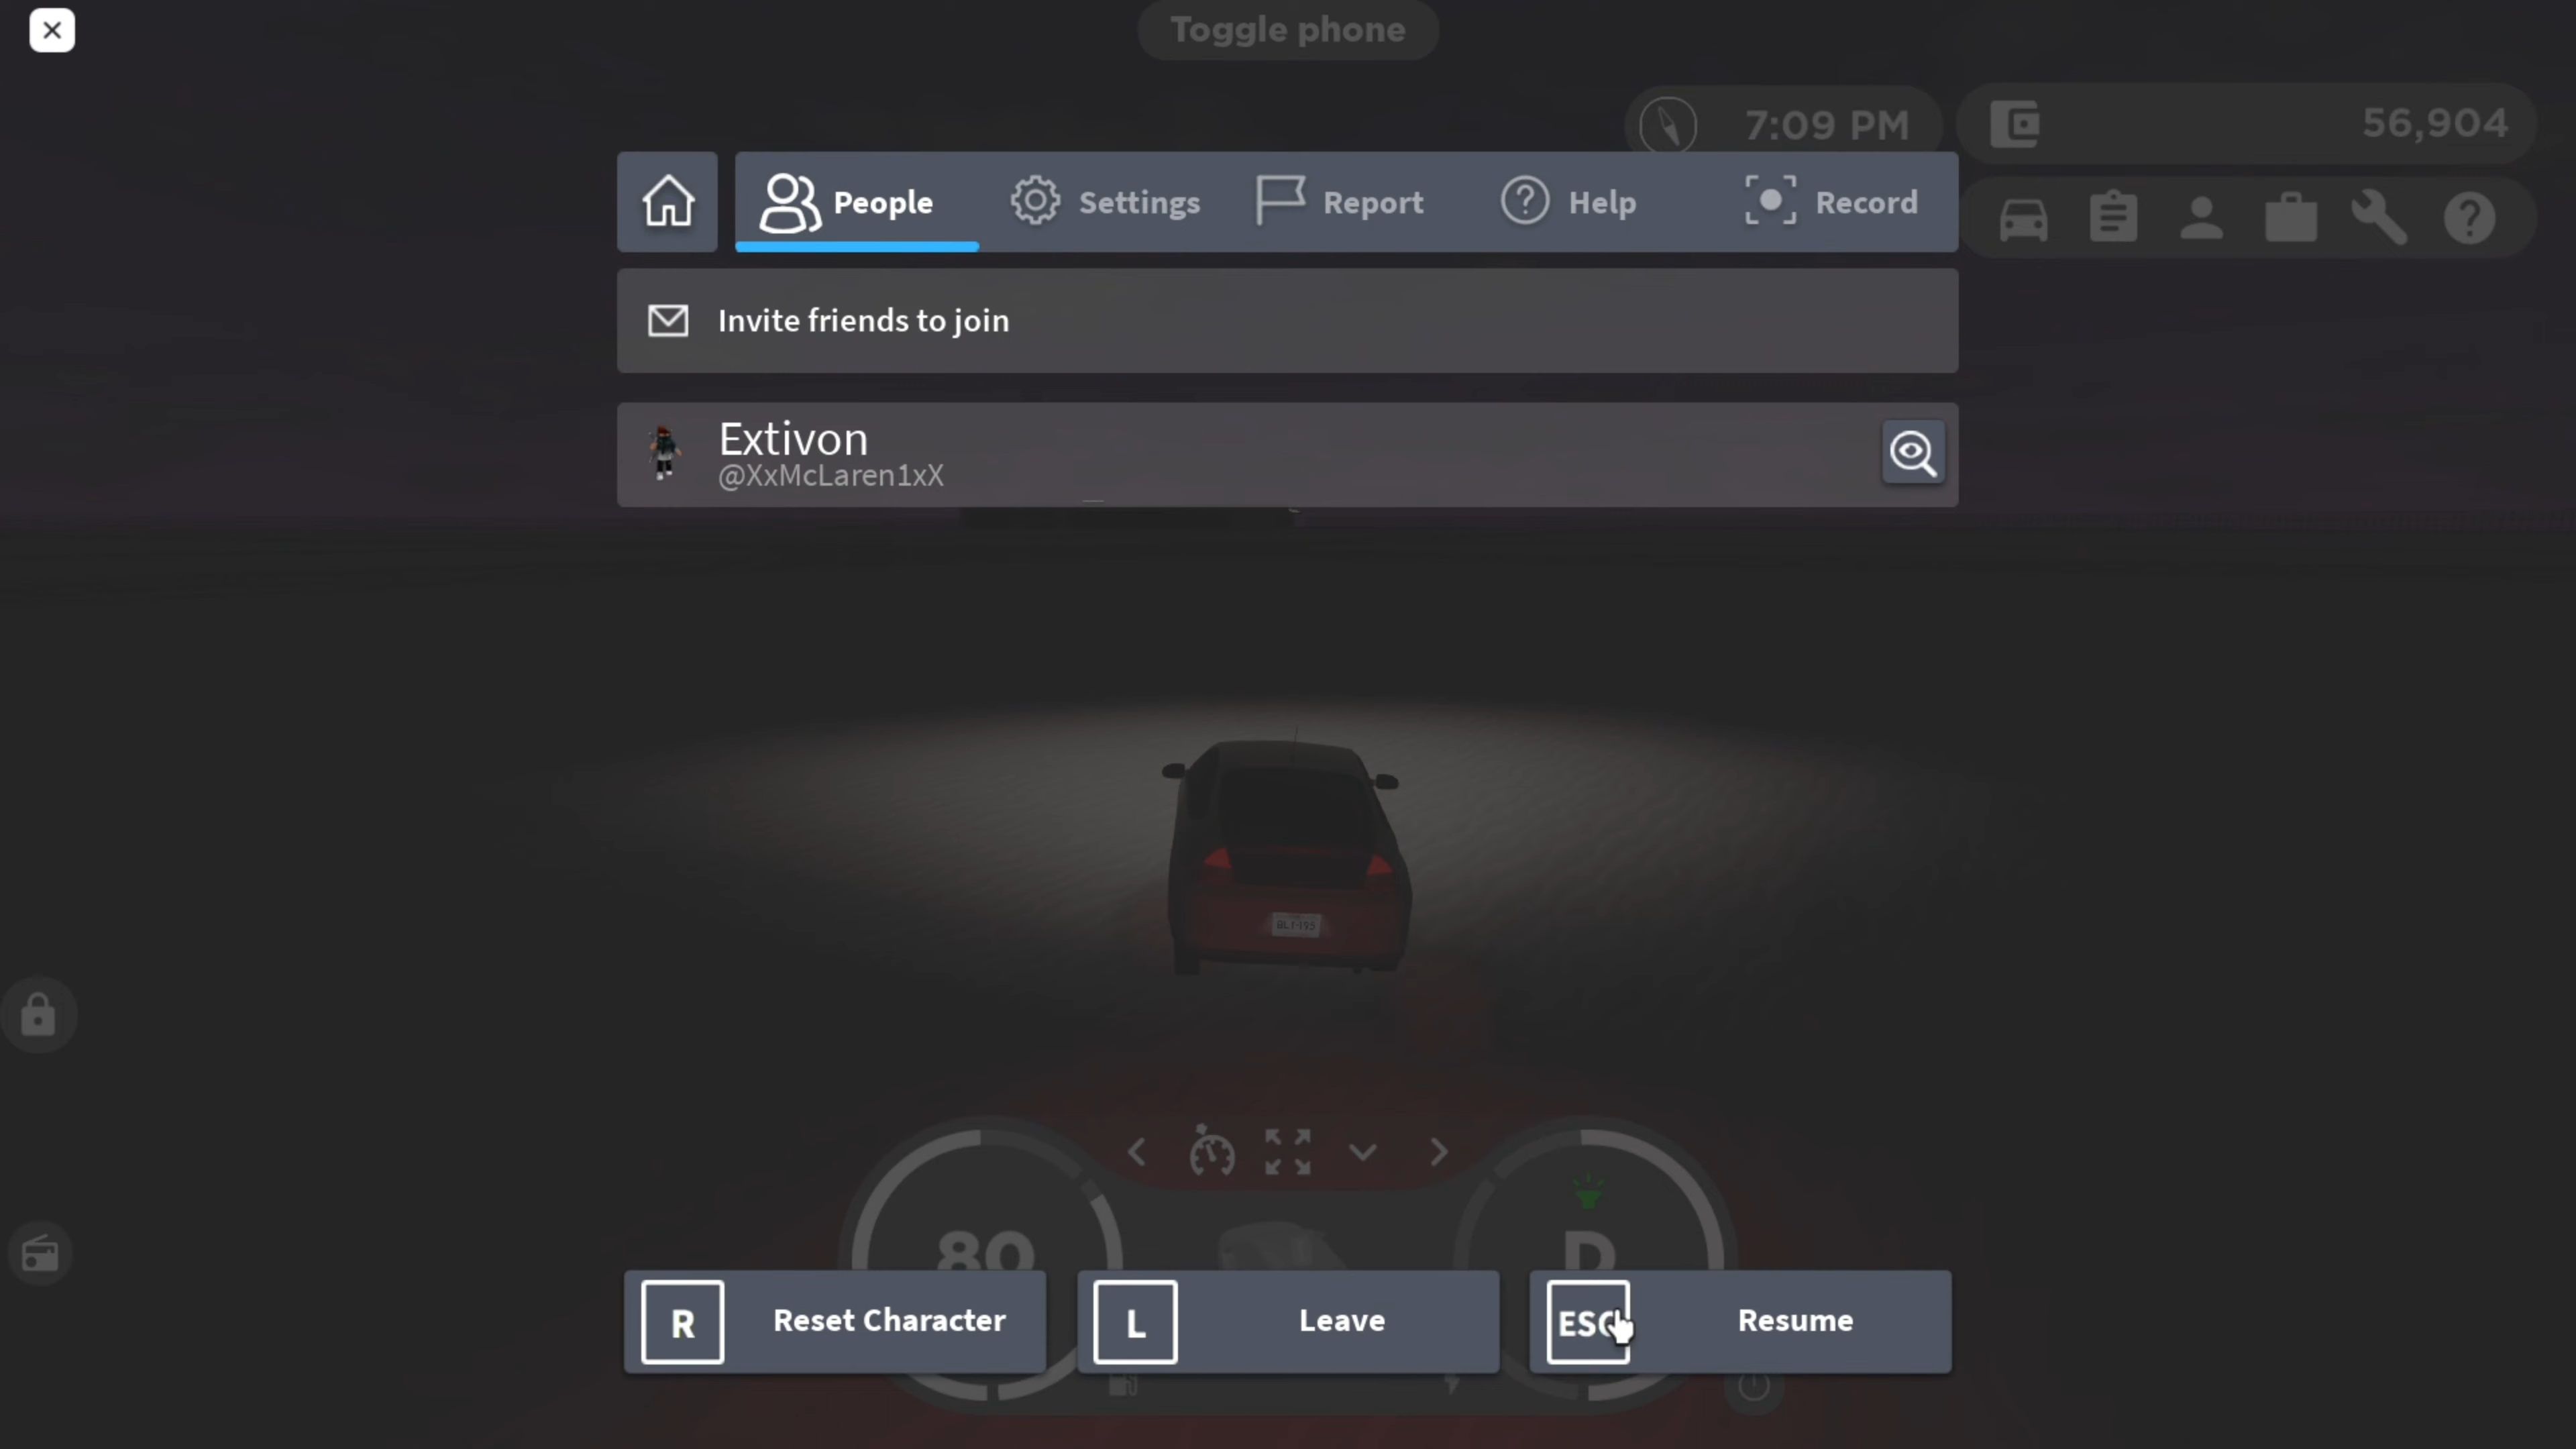 Toggle phone
7:09 PM
56,904
People
Settings
Report
Help
Record
Invite friends to join
Extivon
@XxMcLaren1xX
80
D
R
Reset Character
L
Leave
ESC
Resume